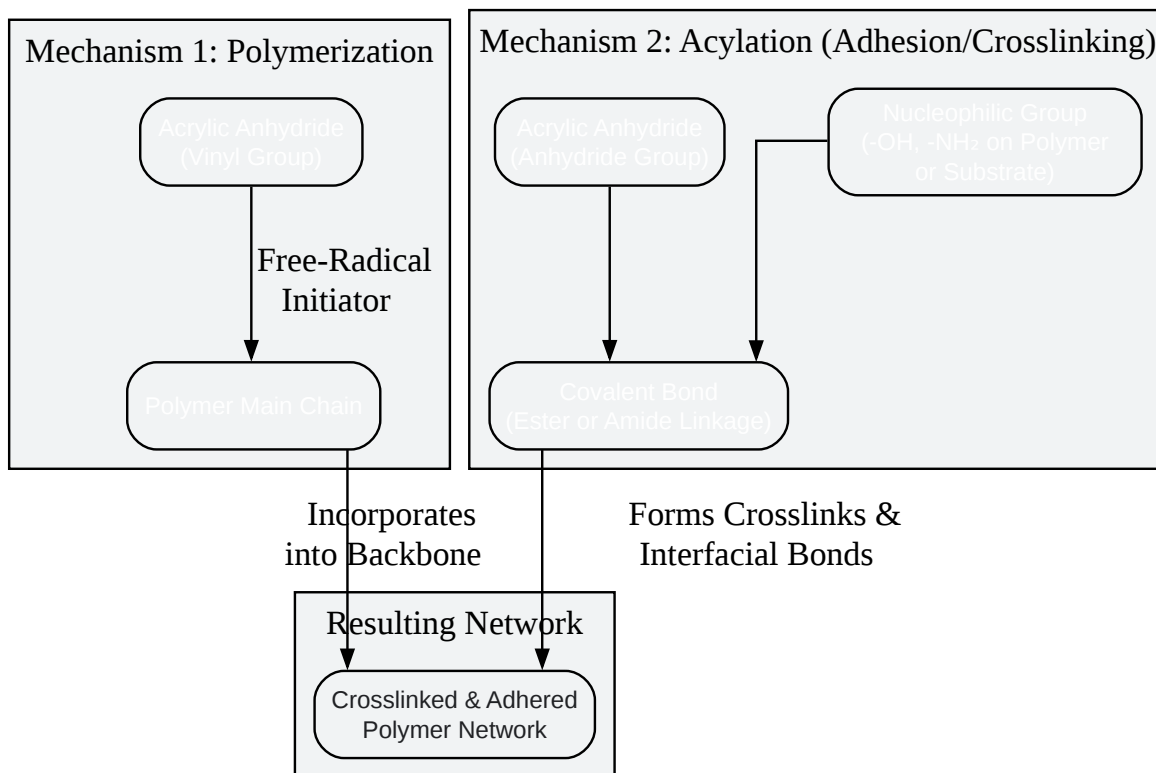 Mechanism 1: Polymerization
Acrylic Anhydride
(Vinyl Group)
Free-Radical
Initiator
Polymer Main Chain
Mechanism 2: Acylation (Adhesion/Crosslinking)
Acrylic Anhydride
(Anhydride Group)
Nucleophilic Group
(-OH, -NH₂ on Polymer
or Substrate)
Covalent Bond
(Ester or Amide Linkage)
Incorporates
into Backbone
Forms Crosslinks &
Interfacial Bonds
Resulting Network
Crosslinked & Adhered
Polymer Network